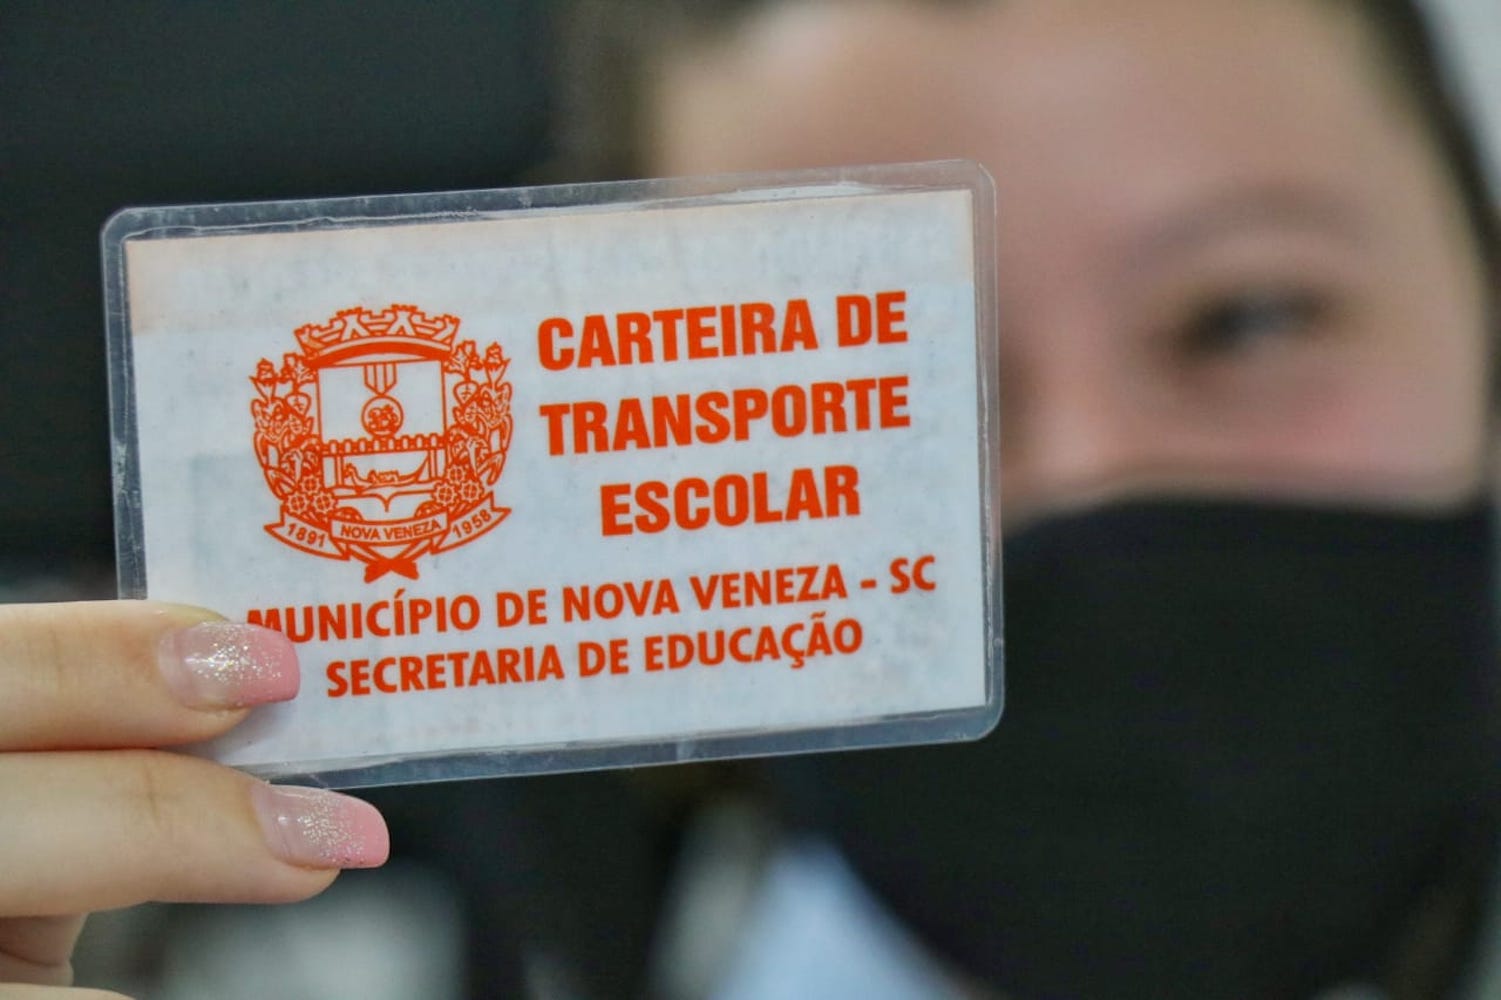 CARTEIRA DE
TRANSPORTE
ESCOLAR
1891 NOVA VENEZA 1958
MUNICÍPIO DE NOVA VENEZA - SC
SECRETARIA DE EDUCAÇÃO